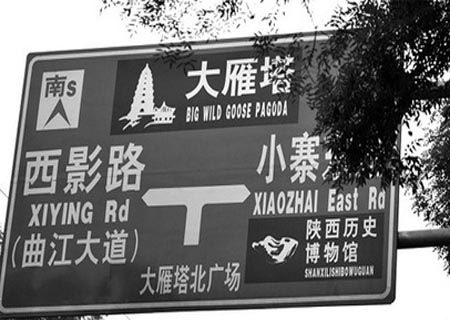 南S
大雁塔
BIG WILD GOOSE PAGODA
西影路
XIYING Rd
(曲江大道)
小寨
XIAOZHAI East Rd
陕西历史
博物馆
SHANXILISHIBOWUGUAN
大雁塔北广场